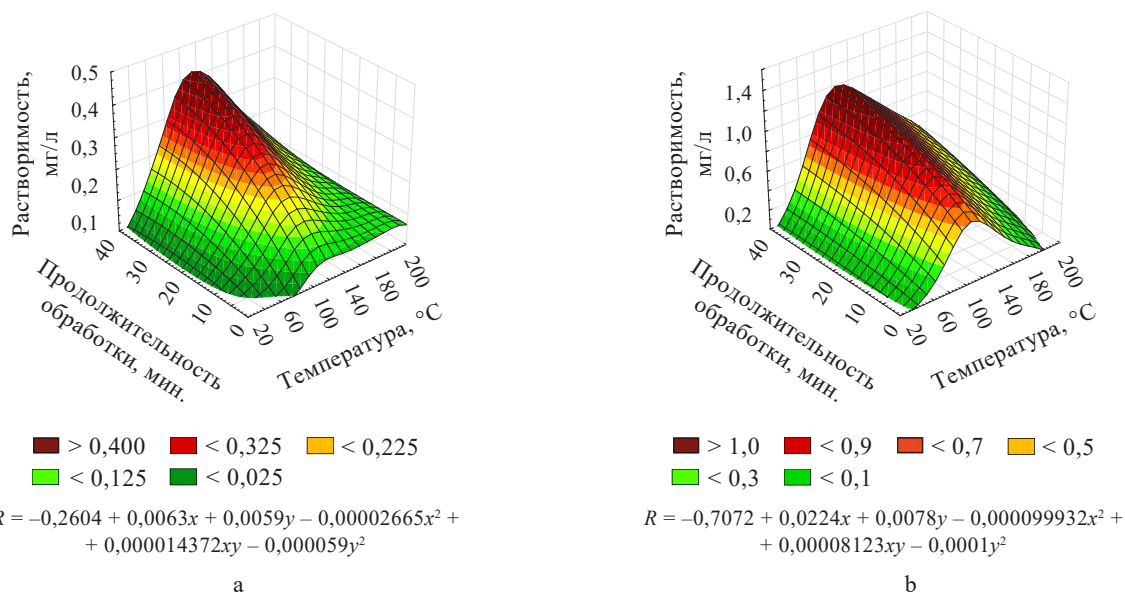 Растворимость,
мг/л
0,5
0,4
0,3
0,2
0,1
40
30
20
10
0
Продолжительность
обработки, мин.
20
60
100
140
180
200
Температура, °C
> 0,400 < 0,325 < 0,225
< 0,125 < 0,025
R = –0,2604 + 0,0063x + 0,0059y – 0,00002665x² +
+ 0,000014372xy – 0,000059y²
a
Растворимость,
мг/л
1,4
1,0
0,6
0,2
40
30
20
10
0
Продолжительность
обработки, мин.
20
60
100
140
180
200
Температура, °C
> 1,0 < 0,9 < 0,7 < 0,5
< 0,3 < 0,1
R = –0,7072 + 0,0224x + 0,0078y – 0,000099932x² +
+ 0,00008123xy – 0,0001y²
b